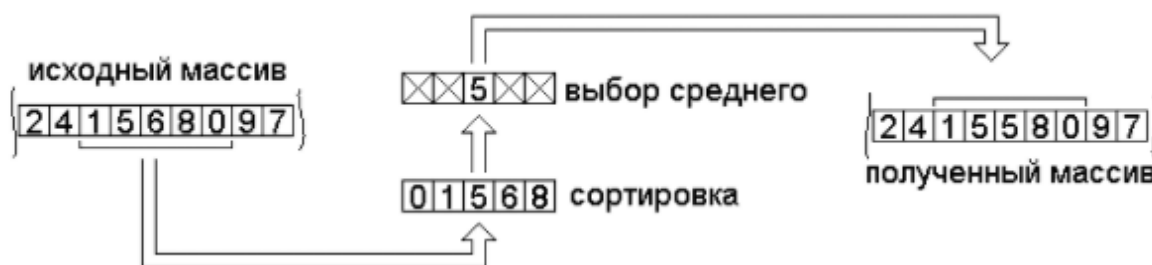 исходный массив
2 4 1 5 6 8 0 9 7
5 выбор среднего
0 1 5 6 8 сортировка
2 4 1 5 5 8 0 9 7
полученный массив